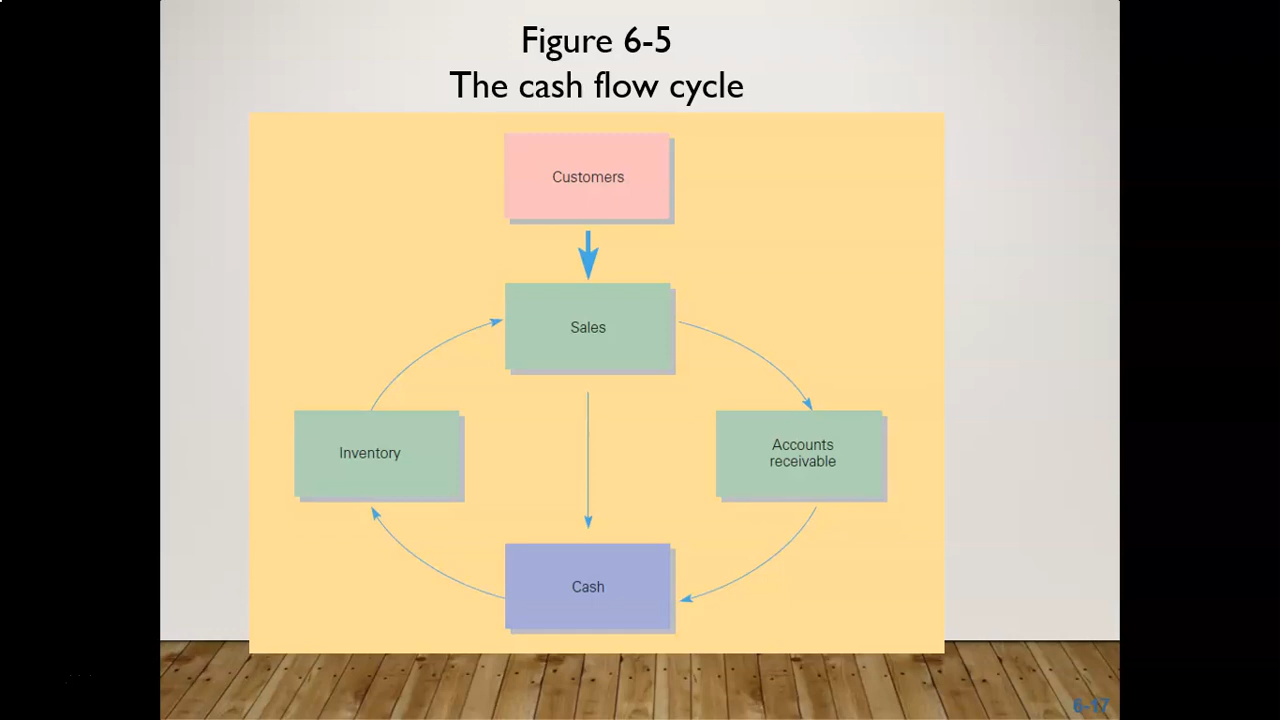 Figure 6-5
The cash flow cycle
Customers
Sales
Inventory
Accounts
receivable
Cash
6-17